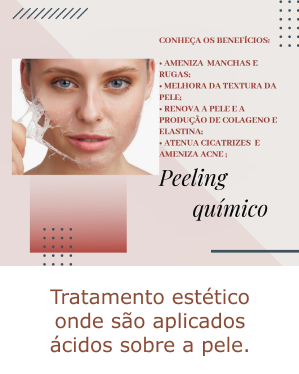 CONHEÇA OS BENEFÍCIOS:
• AMENIZA MANCHAS E
RUGAS;
• MELHORA DA TEXTURA DA
PELE;
• RENOVA A PELE E A
PRODUÇÃO DE COLAGENO E
ELASTINA;
• ATENUA CICATRIZES E
AMENIZA ACNE ;
Peeling
químico
Tratamento estético
onde são aplicados
ácidos sobre a pele.